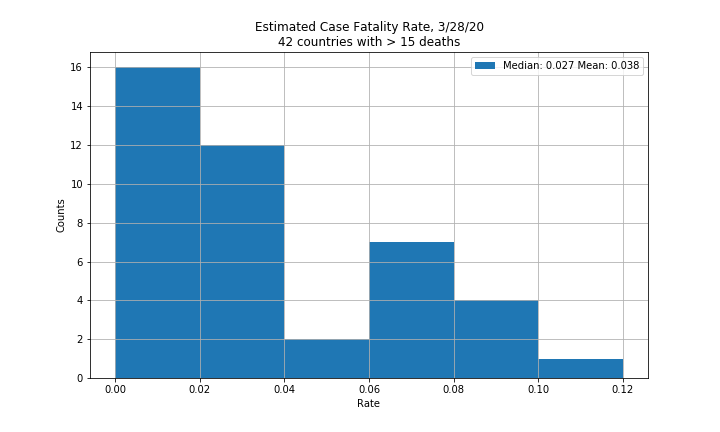 Estimated Case Fatality Rate, 3/28/20
42 countries with > 15 deaths
Median: 0.027 Mean: 0.038
16
14
12
10
8
6
4
2
0
Counts
0.00 0.02 0.04 0.06 0.08 0.10 0.12
Rate